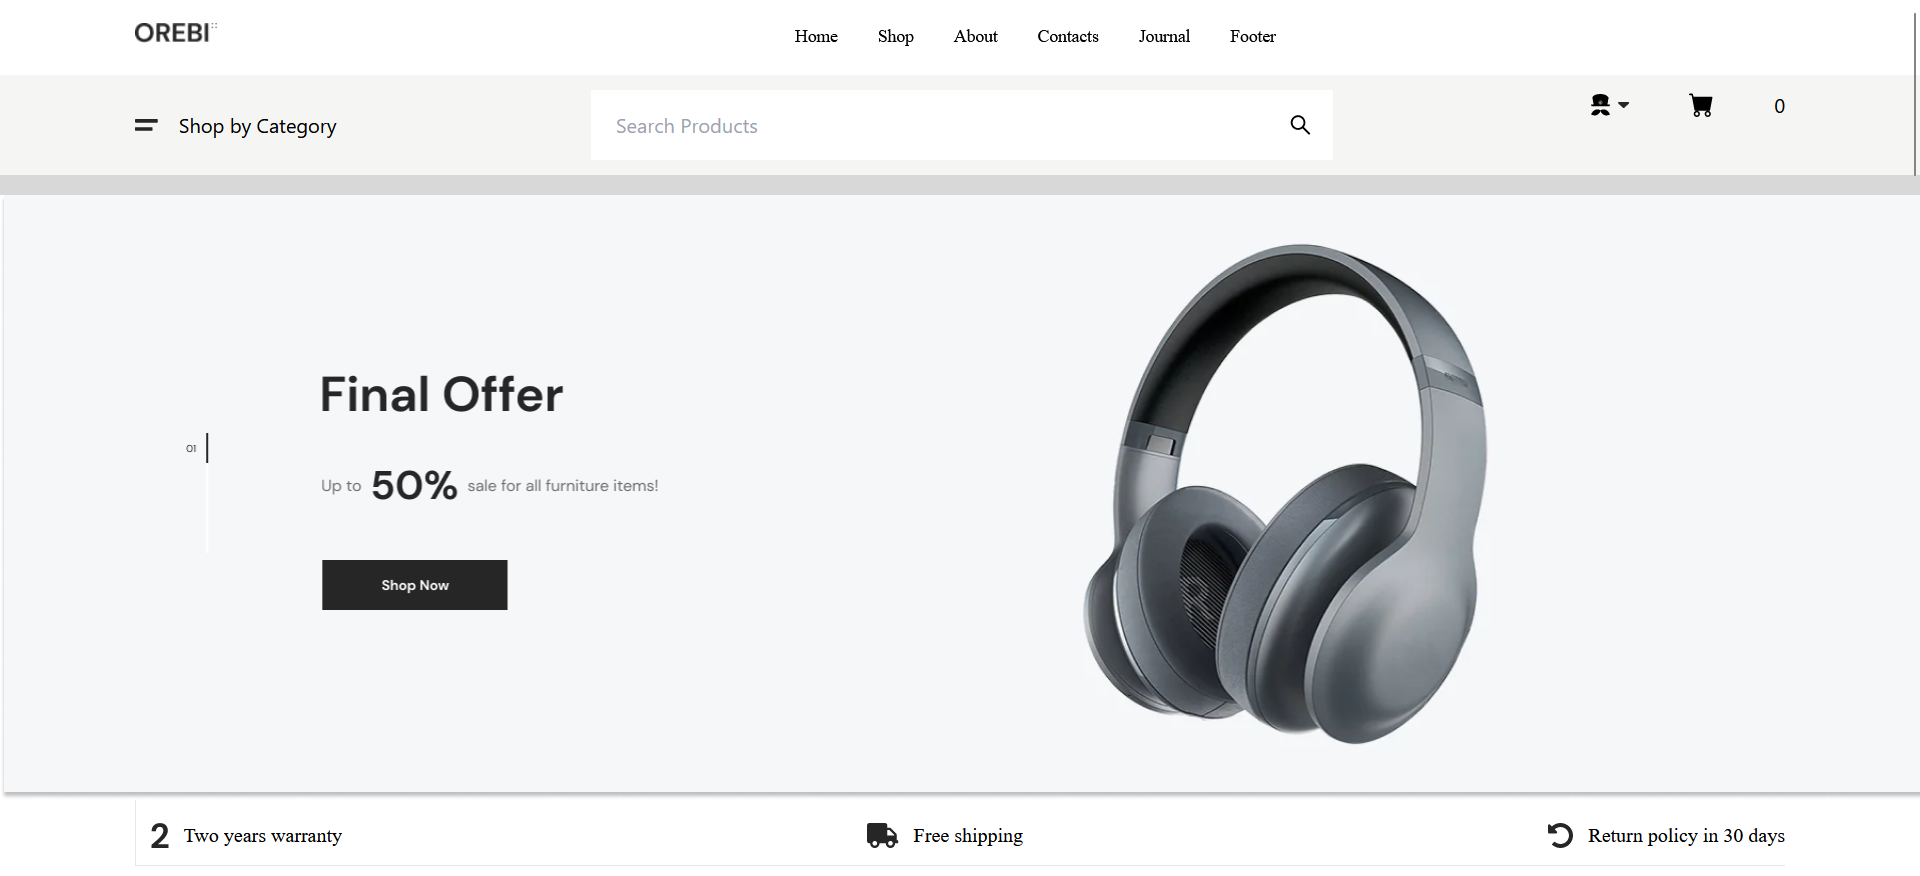 OREBI
Home Shop About Contacts Journal Footer
Shop by Category
Search Products
0
Final Offer
01
Up to 50% sale for all furniture items!
Shop Now
2 Two years warranty
Free shipping
Return policy in 30 days